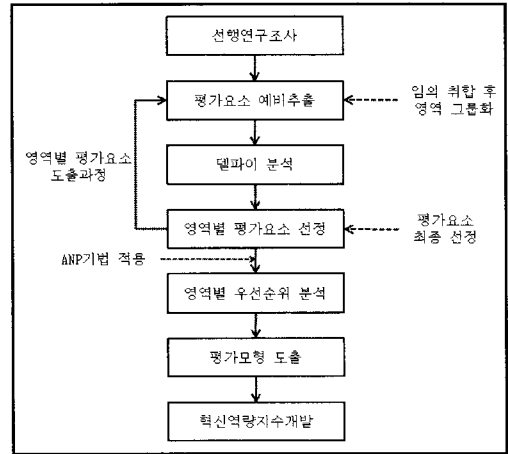 선행연구조사
평가요소 예비추출
임의 취합 후
영역 그룹화
영역별 평가요소
도출과정
델파이 분석
영역별 평가요소 선정
평가요소
최종 선정
ANP기법 적용
영역별 우선순위 분석
평가모형 도출
혁신역량지수개발